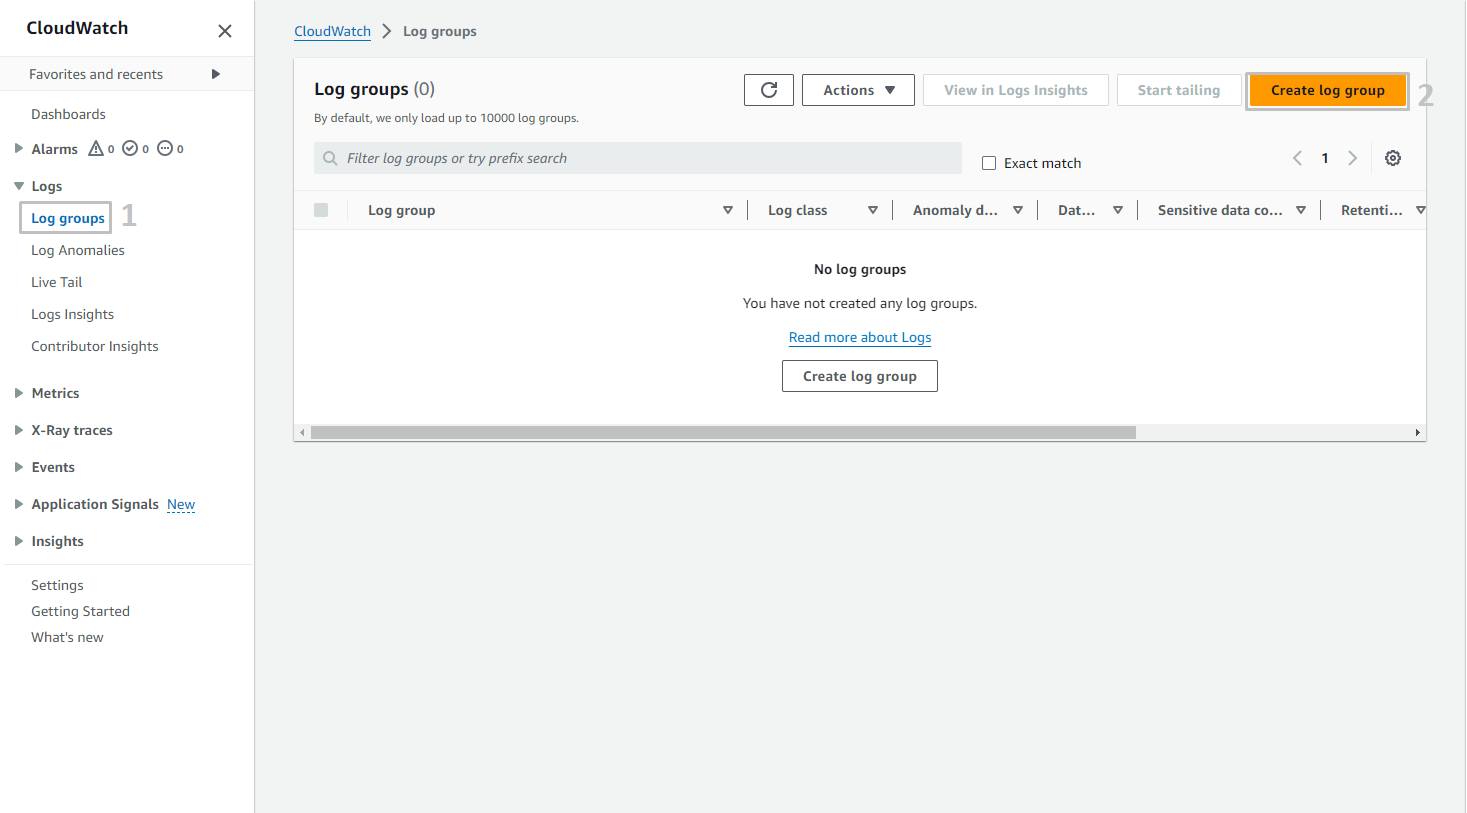 CloudWatch
Favorites and recents
Dashboards
Alarms 0 0 0
Logs
Log groups 1
Log Anomalies
Live Tail
Logs Insights
Contributor Insights
Metrics
X-Ray traces
Events
Application Signals New
Insights
Settings
Getting Started
What's new
CloudWatch Log groups
Log groups (0)
By default, we only load up to 10000 log groups.
Actions View in Logs Insights Start tailing Create log group 2
Filter log groups or try prefix search Exact match 1
Log group Log class Anomaly d... Dat... Sensitive data co... Retenti...
No log groups
You have not created any log groups.
Read more about Logs
Create log group